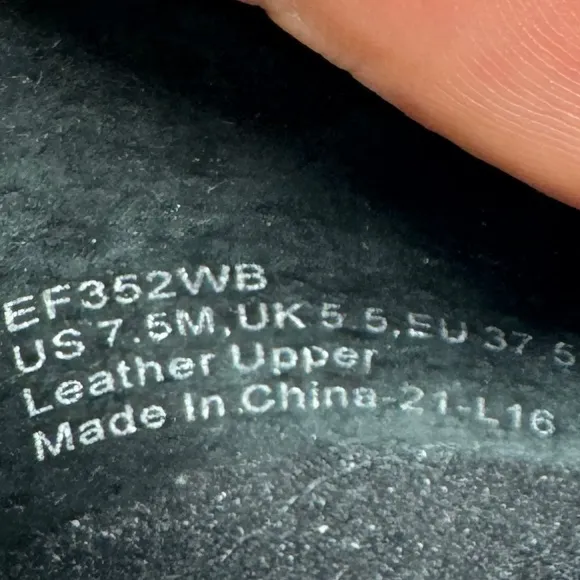 EF352WB
US 7.5M,UK 5.5,EU 37.5
Leather Upper
Made In China-21-L16